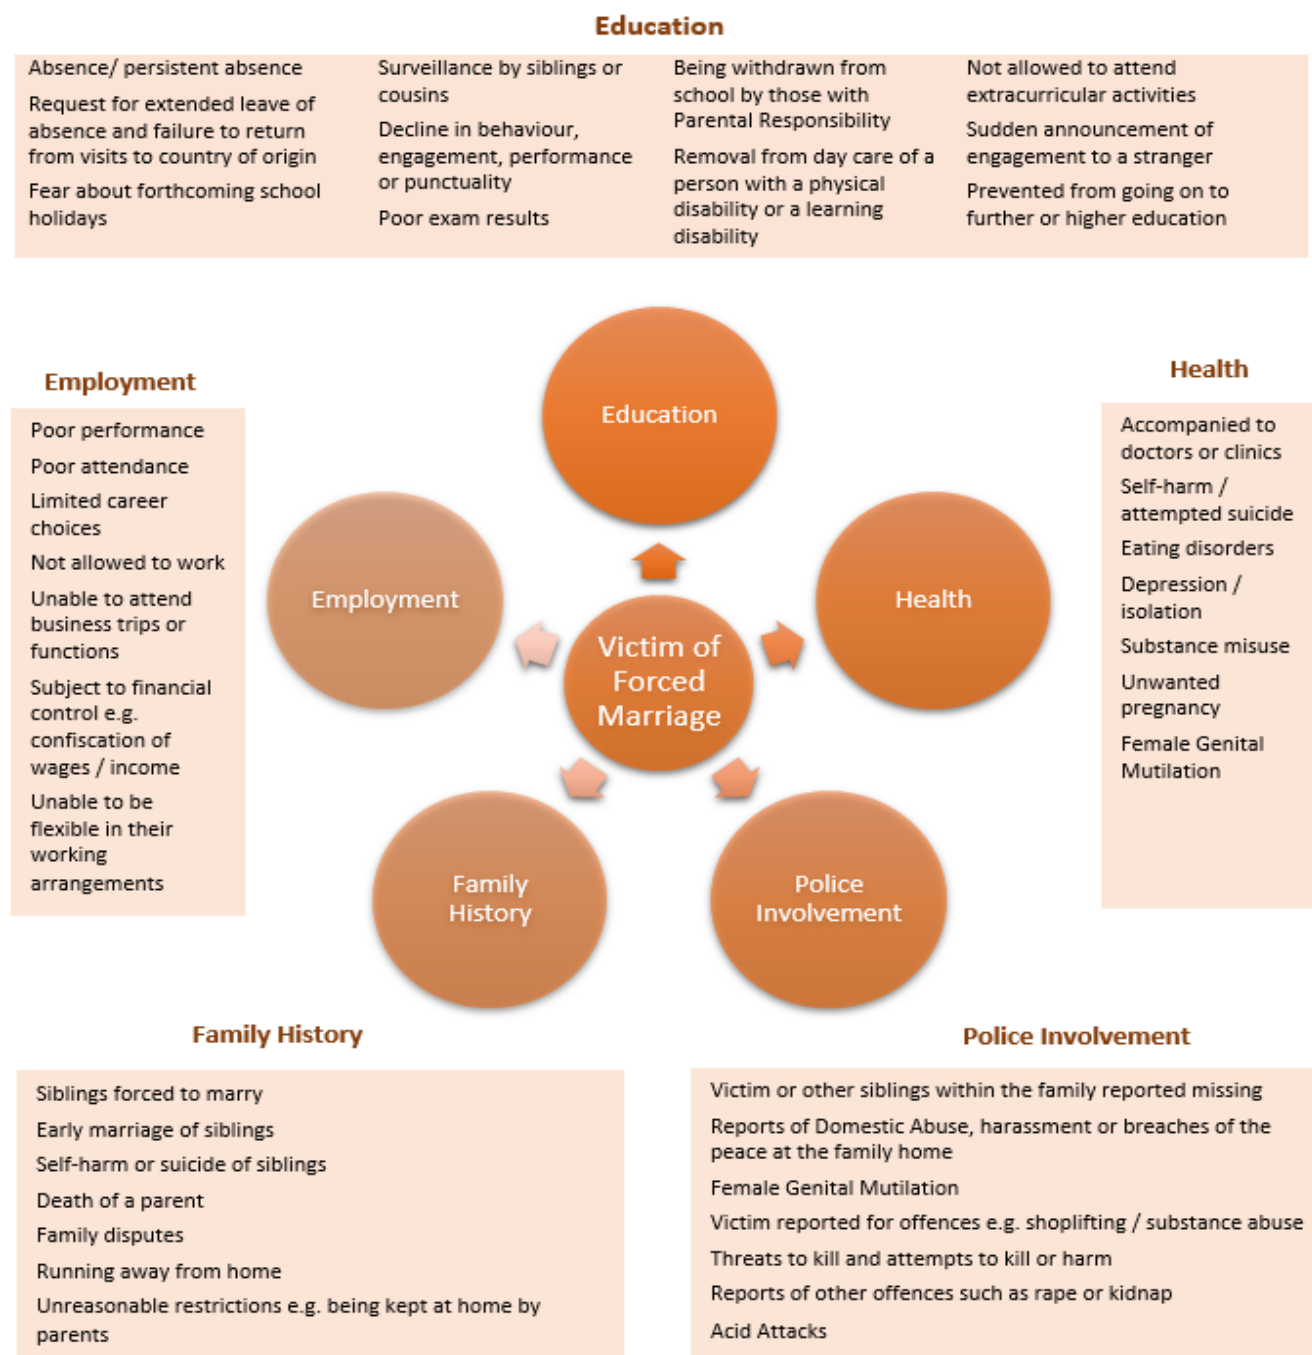 Education
Absence/ persistent absence
Request for extended leave of
absence and failure to return
from visits to country of origin
Fear about forthcoming school
holidays
Surveillance by siblings or
cousins
Decline in behaviour,
engagement, performance
or punctuality
Poor exam results
Being withdrawn from
school by those with
Parental Responsibility
Removal from day care of a
person with a physical
disability or a learning
disability
Not allowed to attend
extracurricular activities
Sudden announcement of
engagement to a stranger
Prevented from going on to
further or higher education
Employment
Poor performance
Poor attendance
Limited career
choices
Not allowed to work
Unable to attend
business trips or
functions
Subject to financial
control e.g.
confiscation of
wages / income
Unable to be
flexible in their
working
arrangements
Education
Employment
Health
Victim of
Forced
Marriage
Family
History
Police
Involvement
Health
Accompanied to
doctors or clinics
Self-harm /
attempted suicide
Eating disorders
Depression /
isolation
Substance misuse
Unwanted
pregnancy
Female Genital
Mutilation
Family History
Siblings forced to marry
Early marriage of siblings
Self-harm or suicide of siblings
Death of a parent
Family disputes
Running away from home
Unreasonable restrictions e.g. being kept at home by
parents
Police Involvement
Victim or other siblings within the family reported missing
Reports of Domestic Abuse, harassment or breaches of the
peace at the family home
Female Genital Mutilation
Victim reported for offences e.g. shoplifting / substance abuse
Threats to kill and attempts to kill or harm
Reports of other offences such as rape or kidnap
Acid Attacks